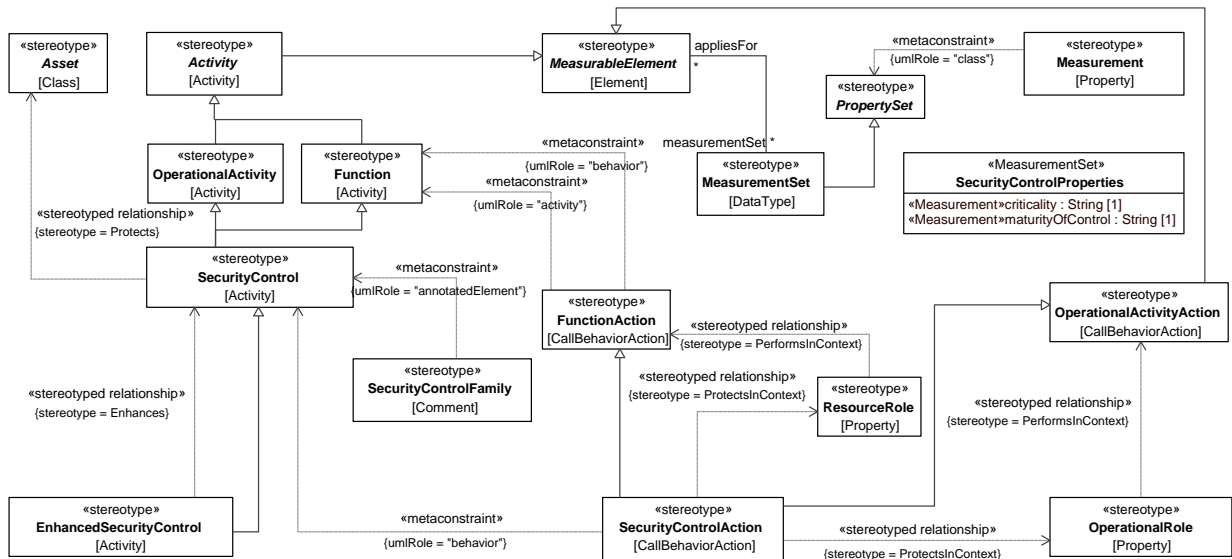 «stereotype»
Asset
[Class]
«stereotype»
Activity
[Activity]
«stereotype»
MeasurableElement
[Element]
appliesFor
*
«metaconstraint»
{umlRole = "class"}
«stereotype»
Measurement
[Property]
«stereotype»
PropertySet
«stereotype»
OperationalActivity
[Activity]
«stereotype»
Function
[Activity]
«metaconstraint»
{umlRole = "behavior"}
«metaconstraint»
{umlRole = "activity"}
measurementSet *
«stereotype»
MeasurementSet
[DataType]
«MeasurementSet»
SecurityControlProperties
«Measurement»criticality : String [1]
«Measurement»maturityOfControl : String [1]
«stereotyped relationship»
{stereotype = Protects}
«stereotype»
SecurityControl
[Activity]
«metaconstraint»
{umlRole = "annotatedElement"}
«stereotype»
FunctionAction
[CallBehaviorAction]
«stereotype»
OperationalActivityAction
[CallBehaviorAction]
«stereotyped relationship»
{stereotype = PerformsInContext}
«stereotype»
SecurityControlFamily
[Comment]
«stereotyped relationship»
{stereotype = Enhances}
«stereotyped relationship»
{stereotype = ProtectsInContext}
«stereotype»
ResourceRole
[Property]
«stereotyped relationship»
{stereotype = PerformsInContext}
«stereotype»
EnhancedSecurityControl
[Activity]
«metaconstraint»
{umlRole = "behavior"}
«stereotype»
SecurityControlAction
[CallBehaviorAction]
«stereotyped relationship»
{stereotype = ProtectsInContext}
«stereotype»
OperationalRole
[Property]